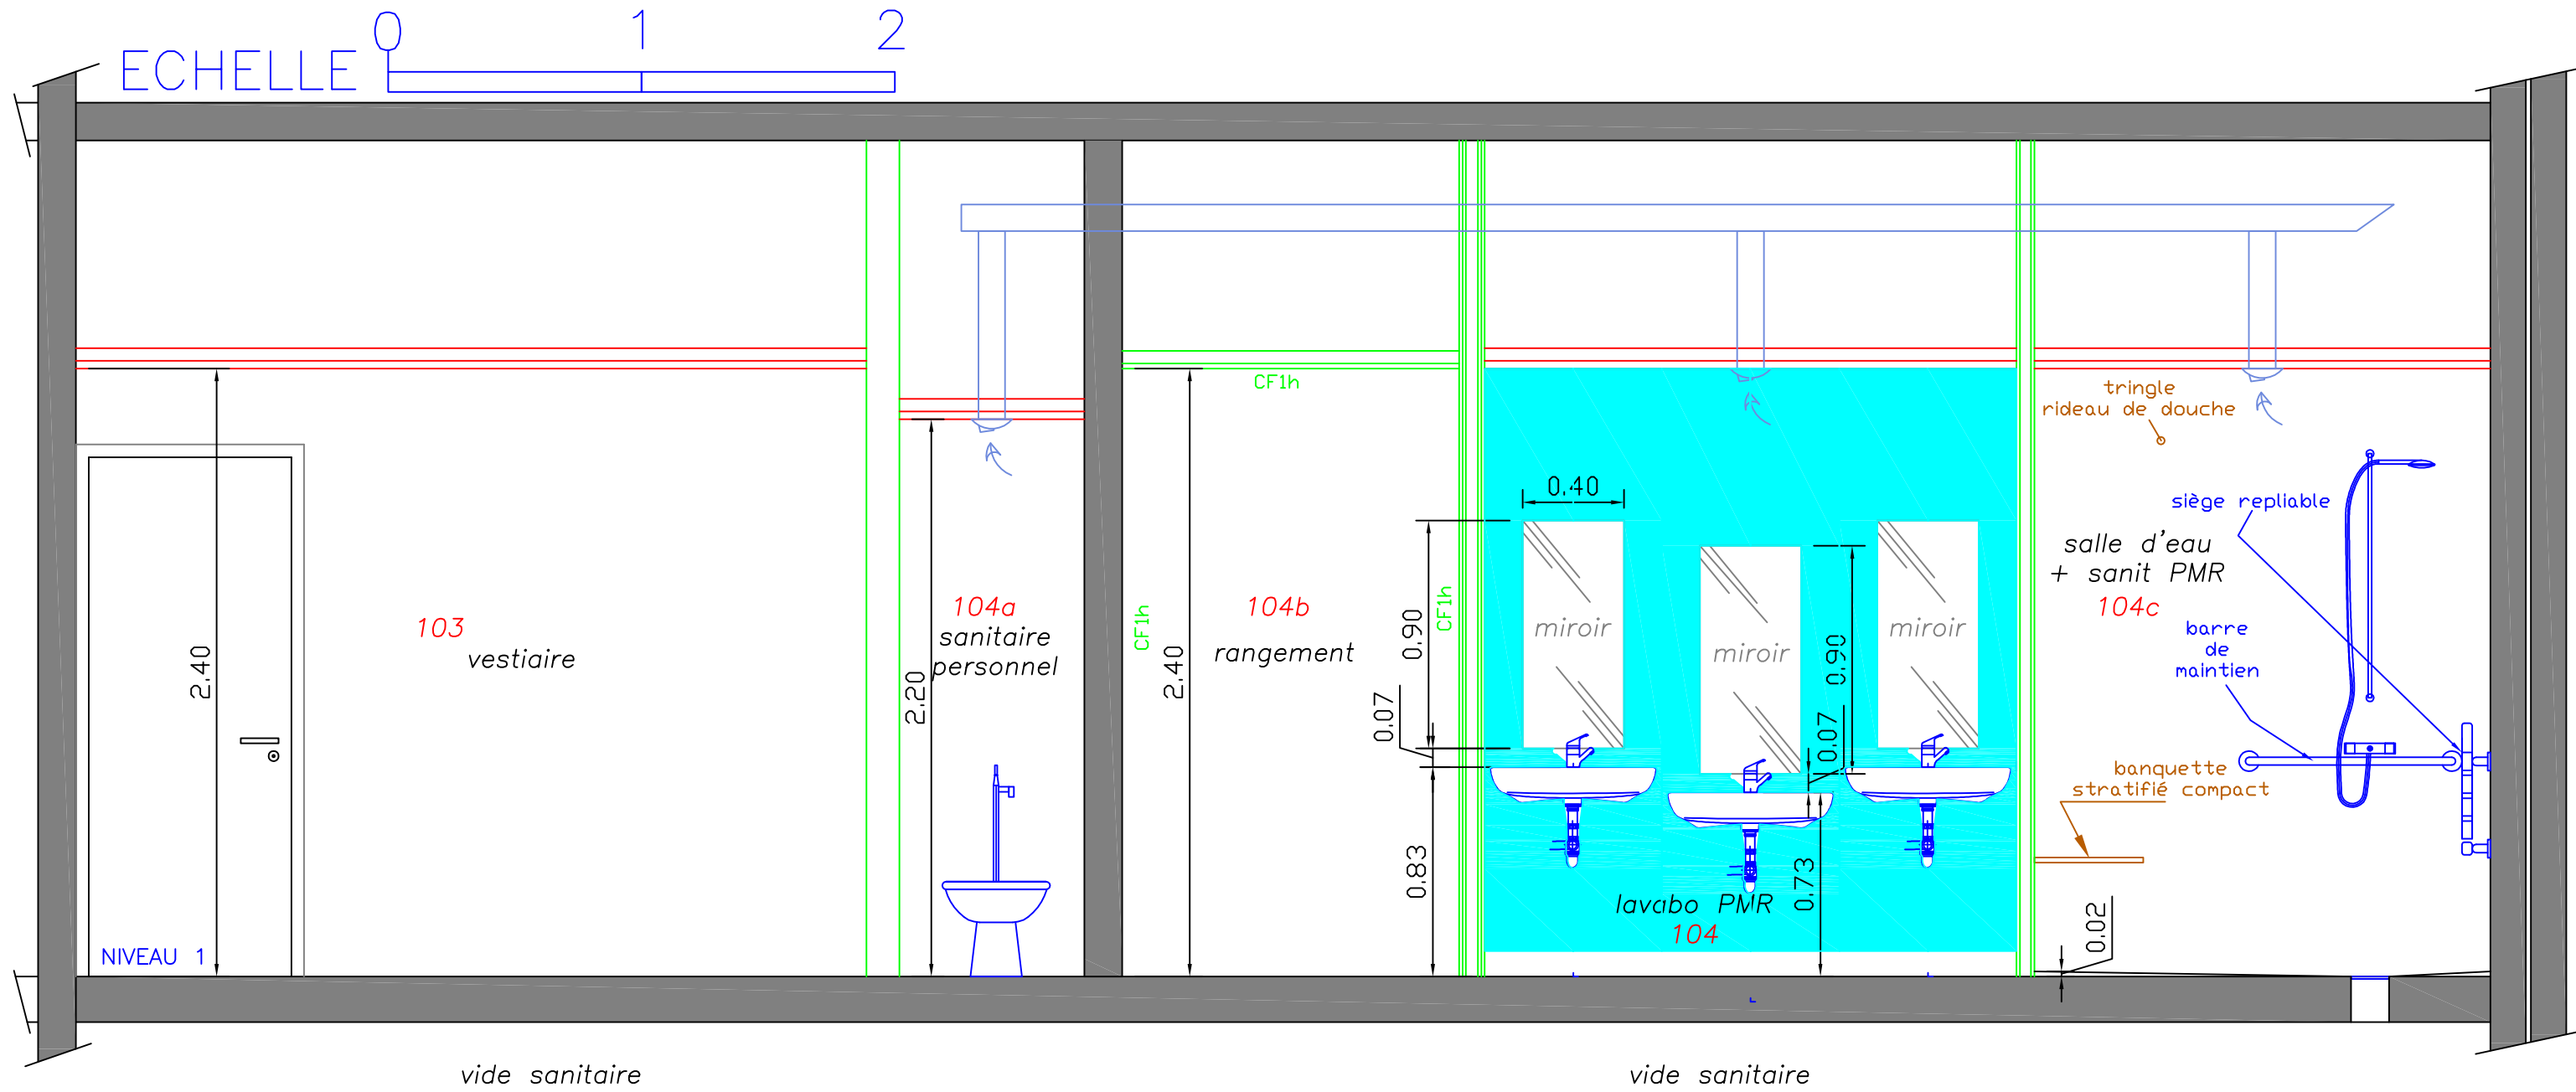 ECHELLE 0 1 2
CF1h
tringle
rideau de douche
0.40
siège repliable
salle d'eau
+ sanit PMR
104c
103
vestiaire
2.40
104a
sanitaire
personnel
2.20
CF1h
104b
rangement
2.40
0.90
CF1h
0.07
miroir
miroir
miroir
0.90
0.07
barre
de
maintien
banquette
stratifié compact
0.83
0.73
lavabo PMR
104
0.02
NIVEAU 1
vide sanitaire
vide sanitaire